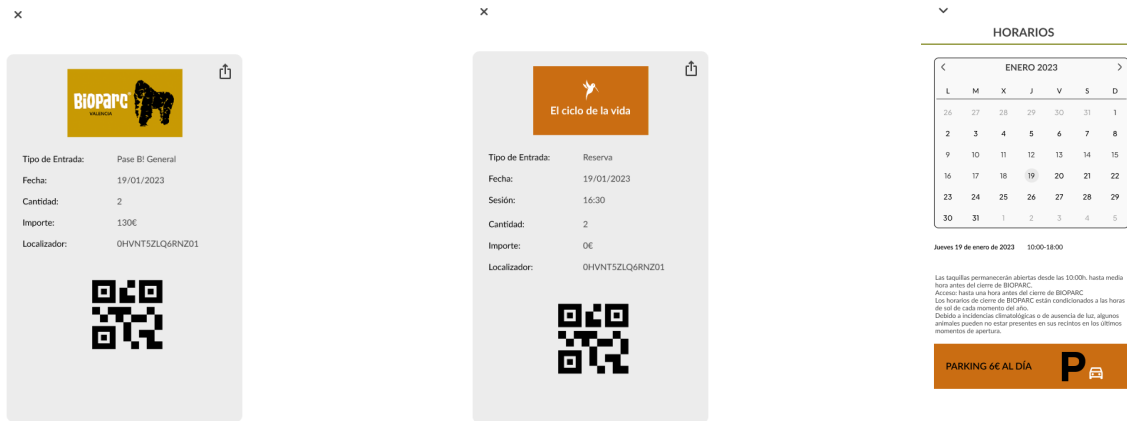 BIOPARC
VALENCIA
Tipo de Entrada: Pase B! General
Fecha: 19/01/2023
Cantidad: 2
Importe: 130€
Localizador: 0HVNT5ZLQ6RNZ01
El ciclo de la vida
Tipo de Entrada: Reserva
Fecha: 19/01/2023
Sesión: 16:30
Cantidad: 2
Importe: 0€
Localizador: 0HVNT5ZLQ6RNZ01
HORARIOS
ENERO 2023
L M X J V S D
26 27 28 29 30 31 1
2 3 4 5 6 7 8
9 10 11 12 13 14 15
16 17 18 19 20 21 22
23 24 25 26 27 28 29
30 31 1 2 3 4 5
Jueves 19 de enero de 2023 10:00-18:00
Las taquillas permanecerán abiertas desde las 10:00h. hasta media
hora antes del cierre de BIOPARC.
Acceso: hasta una hora antes del cierre de BIOPARC
Los horarios de cierre de BIOPARC están condicionados a las horas
de sol de cada momento del año.
Debido a incidencias climatológicas o de ausencia de luz, algunos
animales pueden no estar presentes en sus recintos en los últimos
momentos de apertura.
PARKING 6€ AL DÍA P